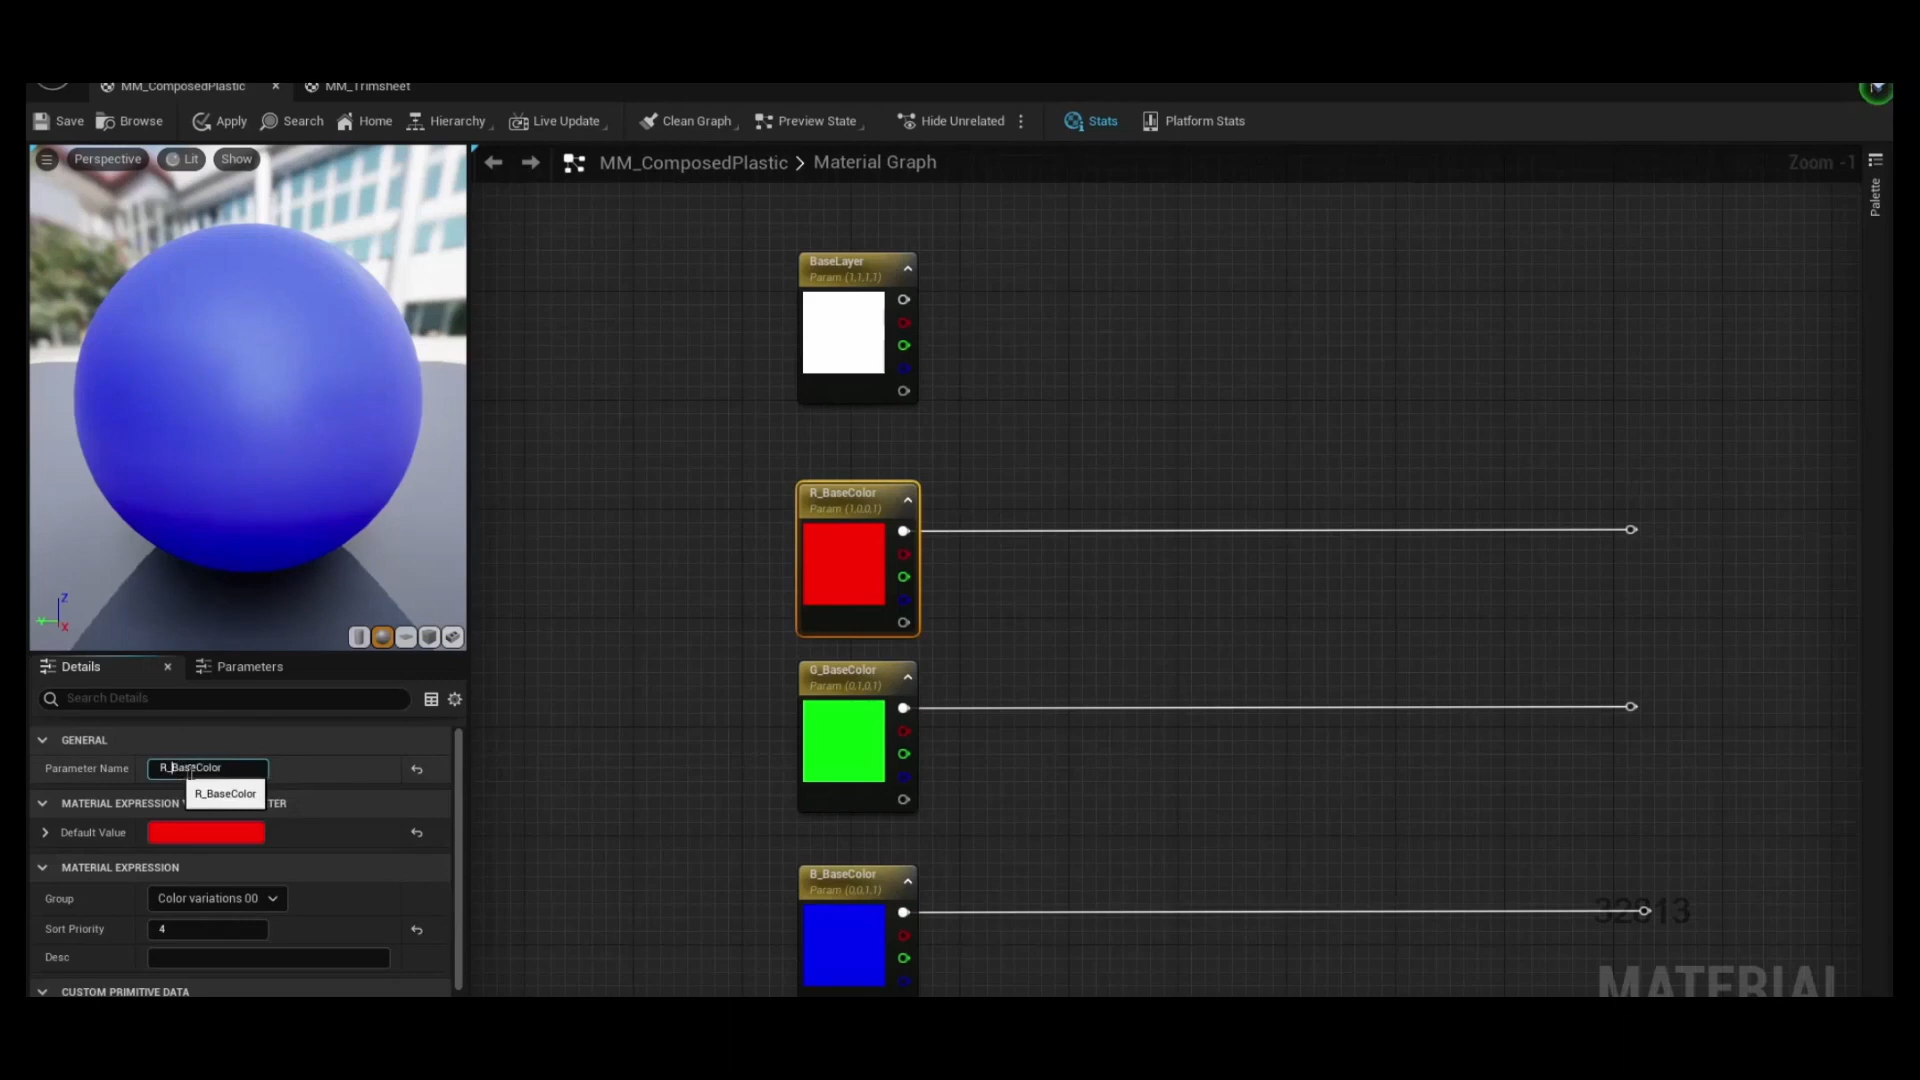 MM_ComposedPlastic
MM_Trimsheet
Save
Browse
Apply
Search
Home
Hierarchy
Live Update
Clean Graph
Preview State
Hide Unrelated
Stats
Platform Stats
Perspective
Lit
Show
MM_ComposedPlastic > Material Graph
Zoom -1
Palette
BaseLayer
Param (1,1,1,1)
R_BaseColor
Param (1,0,0,1)
G_BaseColor
Param (0,1,0,1)
B_BaseColor
Param (0,0,1,1)
Z
Y
X
Details
Parameters
Search Details
GENERAL
Parameter Name
R_BaseColor
R_BaseColor
MATERIAL EXPRESSION
Default Value
MATERIAL EXPRESSION
Group
Color variations 00
Sort Priority
4
Desc
CUSTOM PRIMITIVE DATA
MATERIAL